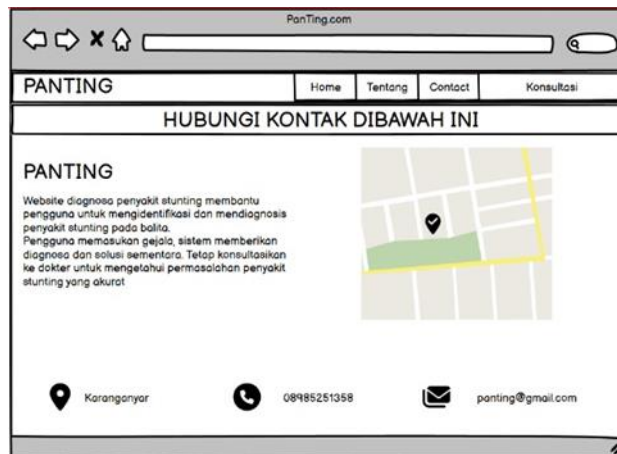 PanTing.com
PANTING
Home
Tentang
Contact
Konsultasi
HUBUNGI KONTAK DIBAWAH INI
PANTING
Website diagnosa penyakit stunting membantu
pengguna untuk mengidentifikasi dan mendiagnosis
penyakit stunting pada balita.
Pengguna memasukan gejala, sistem memberikan
diagnosa dan solusi sementara. Tetap konsultasikan
ke dokter untuk mengetahui permasalahan penyakit
stunting yang akurat
Karanganyar
08985251358
panting@gmail.com